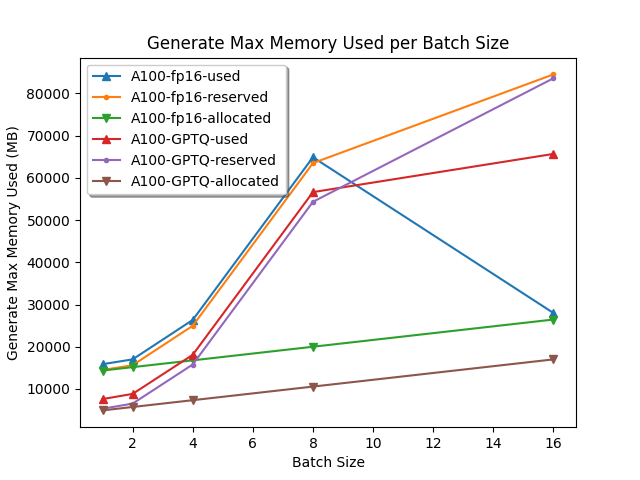 Generate Max Memory Used per Batch Size
A100-fp16-used
A100-fp16-reserved
A100-fp16-allocated
A100-GPTQ-used
A100-GPTQ-reserved
A100-GPTQ-allocated
Generate Max Memory Used (MB)
80000
70000
60000
50000
40000
30000
20000
10000
2 4 6 8 10 12 14 16
Batch Size